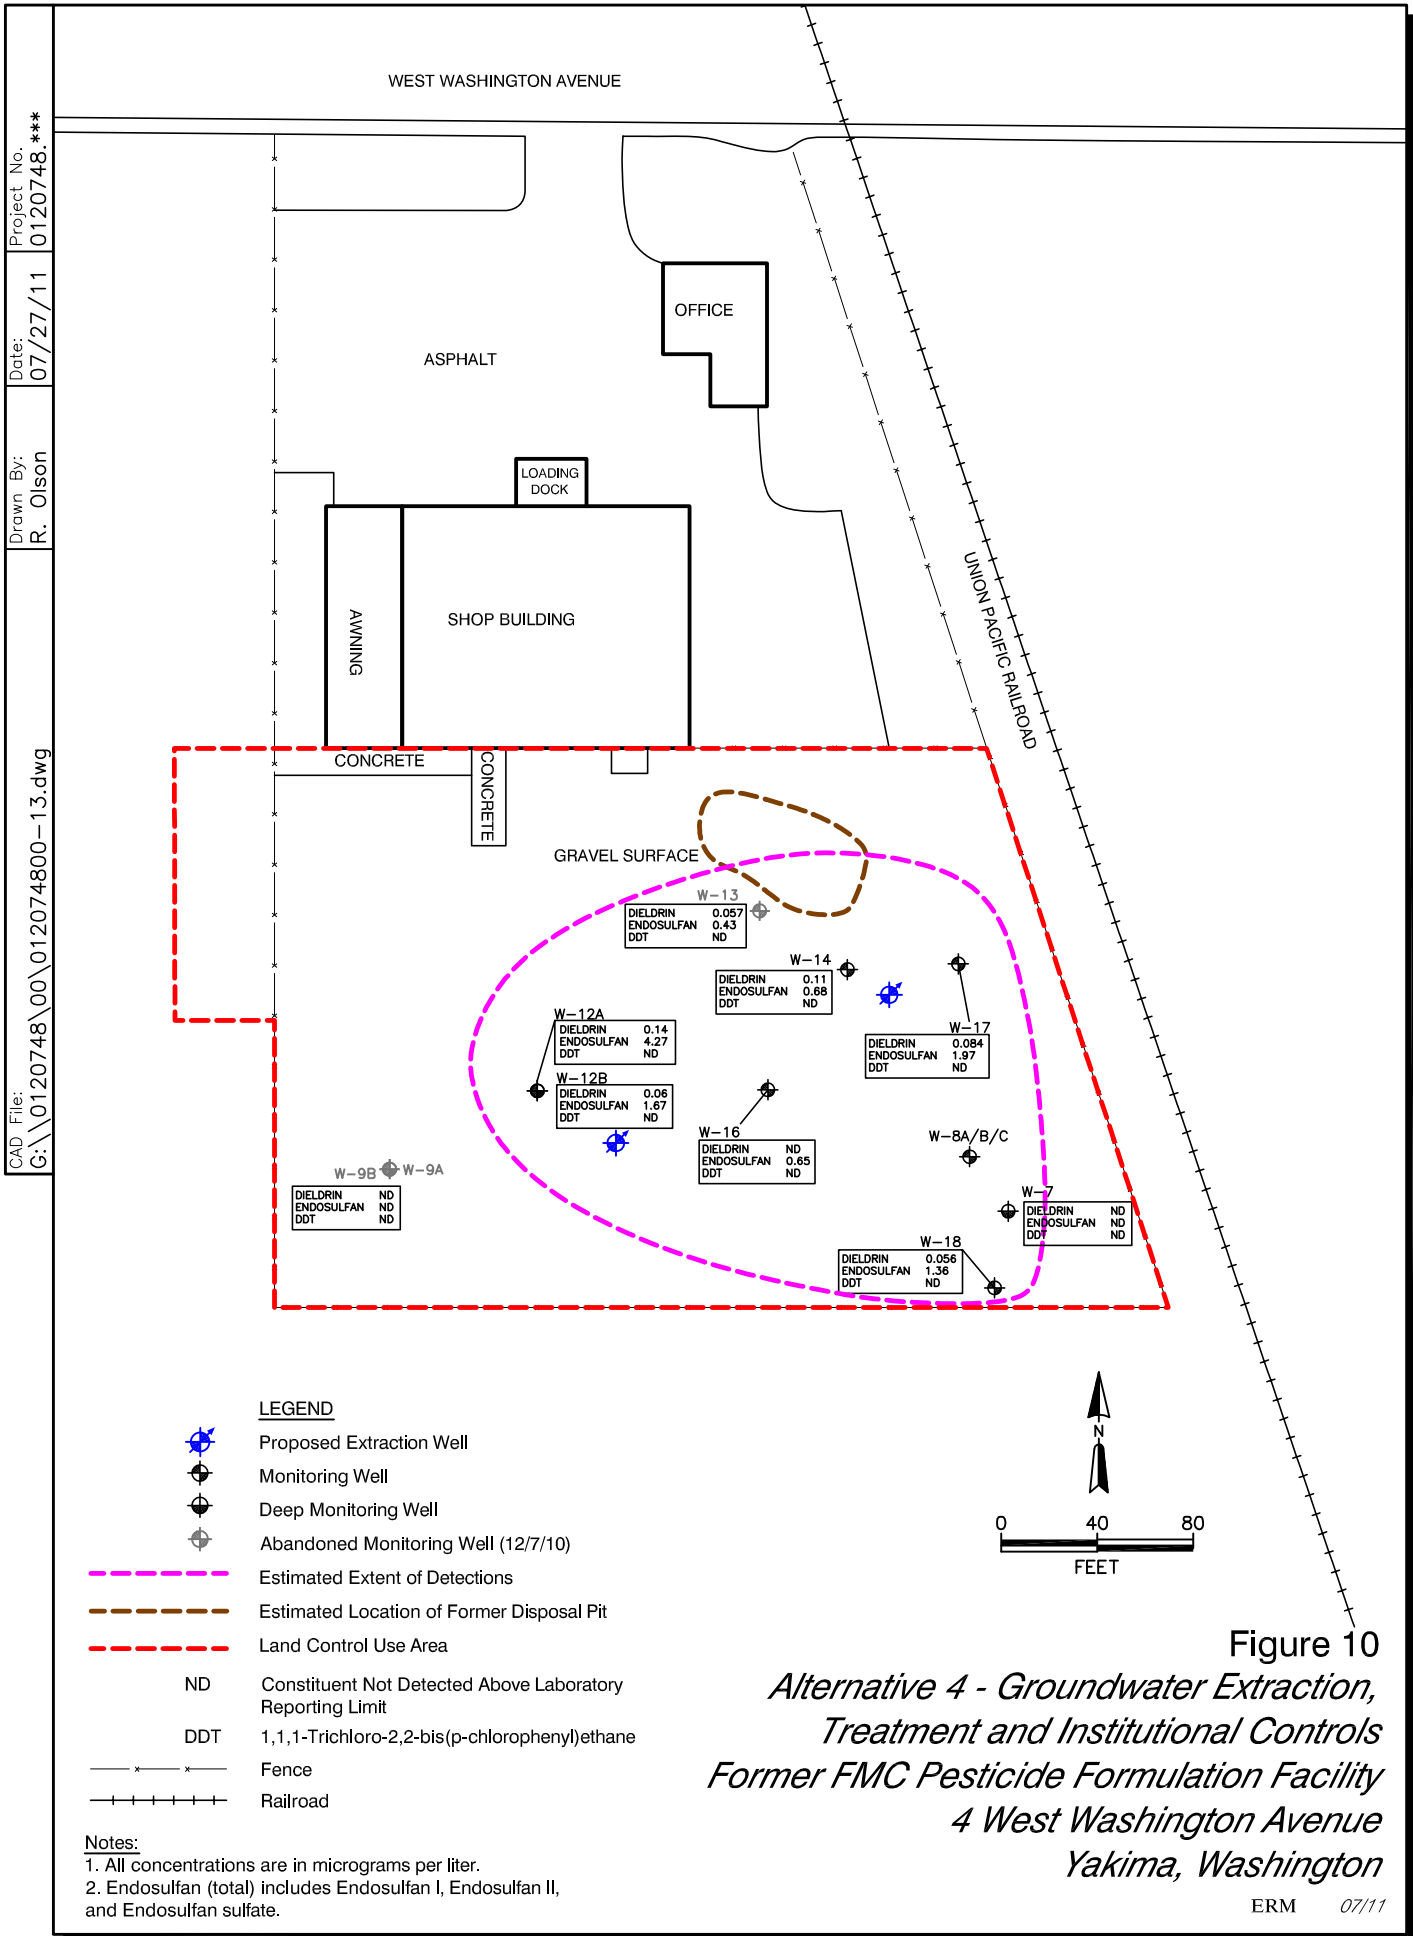 WEST WASHINGTON AVENUE
Project No.
0120748.***
Date:
07/27/11
Drawn By:
R. Olson
CAD File:
G:\\0120748\00\012074800-13.dwg
OFFICE
ASPHALT
LOADING
DOCK
AWNING
SHOP BUILDING
UNION PACIFIC RAILROAD
CONCRETE
CONCRETE
GRAVEL SURFACE
W-13
DIELDRIN 0.057
ENDOSULFAN 0.43
DDT ND
W-14
DIELDRIN 0.11
ENDOSULFAN 0.68
DDT ND
W-12A
DIELDRIN 0.14
ENDOSULFAN 4.27
DDT ND
W-17
DIELDRIN 0.084
ENDOSULFAN 1.97
DDT ND
W-12B
DIELDRIN 0.06
ENDOSULFAN 1.67
DDT ND
W-16
DIELDRIN ND
ENDOSULFAN 0.65
DDT ND
W-8A/B/C
W-9B W-9A
DIELDRIN ND
ENDOSULFAN ND
DDT ND
W-7
DIELDRIN ND
ENDOSULFAN ND
DDT ND
W-18
DIELDRIN 0.056
ENDOSULFAN 1.36
DDT ND
LEGEND
Proposed Extraction Well
Monitoring Well
Deep Monitoring Well
Abandoned Monitoring Well (12/7/10)
Estimated Extent of Detections
Estimated Location of Former Disposal Pit
Land Control Use Area
ND Constituent Not Detected Above Laboratory
Reporting Limit
DDT 1,1,1-Trichloro-2,2-bis(p-chlorophenyl)ethane
Fence
Railroad
Notes:
1. All concentrations are in micrograms per liter.
2. Endosulfan (total) includes Endosulfan I, Endosulfan II,
and Endosulfan sulfate.
N
0 40 80
FEET
Figure 10
Alternative 4 - Groundwater Extraction,
Treatment and Institutional Controls
Former FMC Pesticide Formulation Facility
4 West Washington Avenue
Yakima, Washington
ERM 07/11